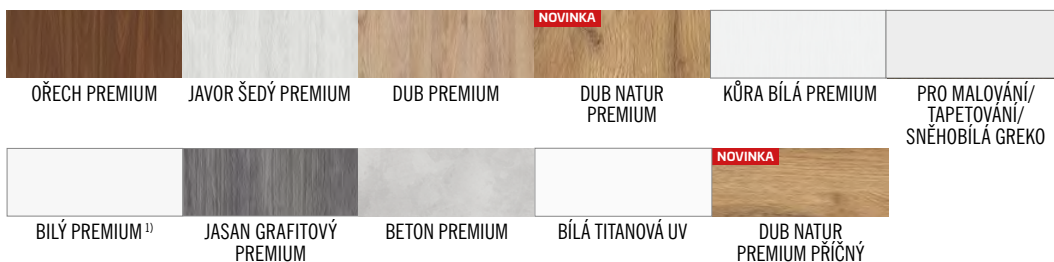 NOVINKA
OŘECH PREMIUM
JAVOR ŠEDÝ PREMIUM
DUB PREMIUM
DUB NATUR
PREMIUM
KŮRA BÍLÁ PREMIUM
PRO MALOVÁNÍ/
TAPETOVÁNÍ/
SNĚHOBÍLÁ GREKO
NOVINKA
BILÝ PREMIUM 1)
JASAN GRAFITOVÝ
PREMIUM
BETON PREMIUM
BÍLÁ TITANOVÁ UV
DUB NATUR
PREMIUM PŘÍČNÝ